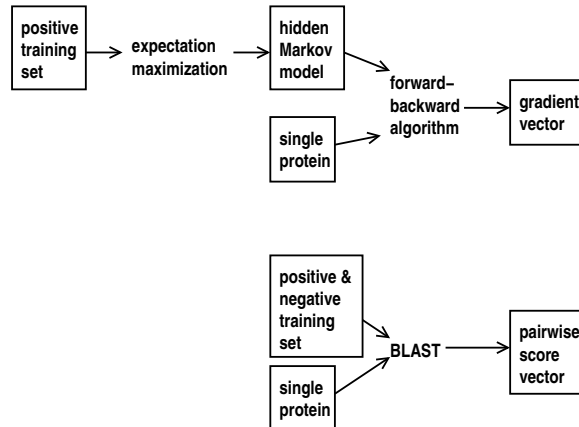 positive
training
set
expectation
maximization
hidden
Markov
model
forward–
backward
algorithm
gradient
vector
single
protein
positive &
negative
training
set
BLAST
pairwise
score
vector
single
protein